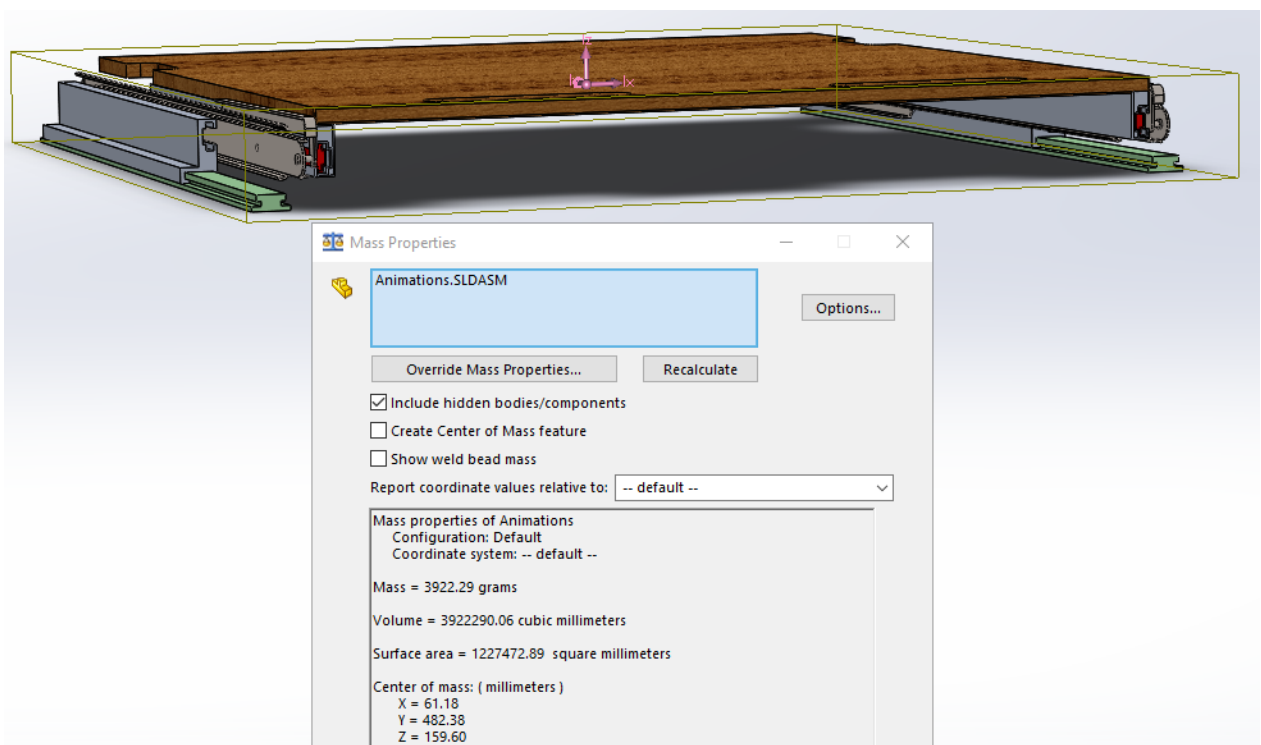 Mass Properties
Animations.SLDASM
Options...
Override Mass Properties...
Recalculate
Include hidden bodies/components
Create Center of Mass feature
Show weld bead mass
Report coordinate values relative to: -- default --
Mass properties of Animations
Configuration: Default
Coordinate system: -- default --
Mass = 3922.29 grams
Volume = 3922290.06 cubic millimeters
Surface area = 1227472.89 square millimeters
Center of mass: ( millimeters )
X = 61.18
Y = 482.38
Z = 159.60